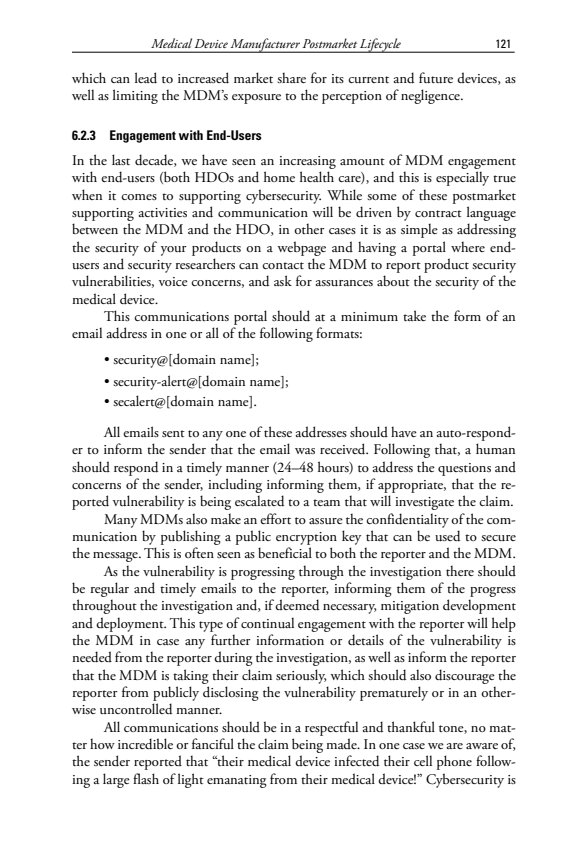 Medical Device Manufacturer Postmarket Lifecycle 121
which can lead to increased market share for its current and future devices, as
well as limiting the MDM’s exposure to the perception of negligence.
6.2.3 Engagement with End-Users
In the last decade, we have seen an increasing amount of MDM engagement
with end-users (both HDOs and home health care), and this is especially true
when it comes to supporting cybersecurity. While some of these postmarket
supporting activities and communication will be driven by contract language
between the MDM and the HDO, in other cases it is as simple as addressing
the security of your products on a webpage and having a portal where end-
users and security researchers can contact the MDM to report product security
vulnerabilities, voice concerns, and ask for assurances about the security of the
medical device.
This communications portal should at a minimum take the form of an
email address in one or all of the following formats:
• security@[domain name];
• security-alert@[domain name];
• secalert@[domain name].
All emails sent to any one of these addresses should have an auto-respond-
er to inform the sender that the email was received. Following that, a human
should respond in a timely manner (24–48 hours) to address the questions and
concerns of the sender, including informing them, if appropriate, that the re-
ported vulnerability is being escalated to a team that will investigate the claim.
Many MDMs also make an effort to assure the confidentiality of the com-
munication by publishing a public encryption key that can be used to secure
the message. This is often seen as beneficial to both the reporter and the MDM.
As the vulnerability is progressing through the investigation there should
be regular and timely emails to the reporter, informing them of the progress
throughout the investigation and, if deemed necessary, mitigation development
and deployment. This type of continual engagement with the reporter will help
the MDM in case any further information or details of the vulnerability is
needed from the reporter during the investigation, as well as inform the reporter
that the MDM is taking their claim seriously, which should also discourage the
reporter from publicly disclosing the vulnerability prematurely or in an other-
wise uncontrolled manner.
All communications should be in a respectful and thankful tone, no mat-
ter how incredible or fanciful the claim being made. In one case we are aware of,
the sender reported that “their medical device infected their cell phone follow-
ing a large flash of light emanating from their medical device!” Cybersecurity is